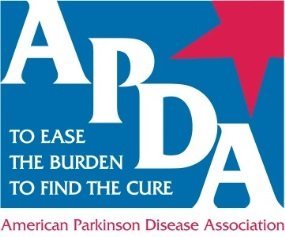 APDA
TO EASE
THE BURDEN
TO FIND THE CURE
American Parkinson Disease Association